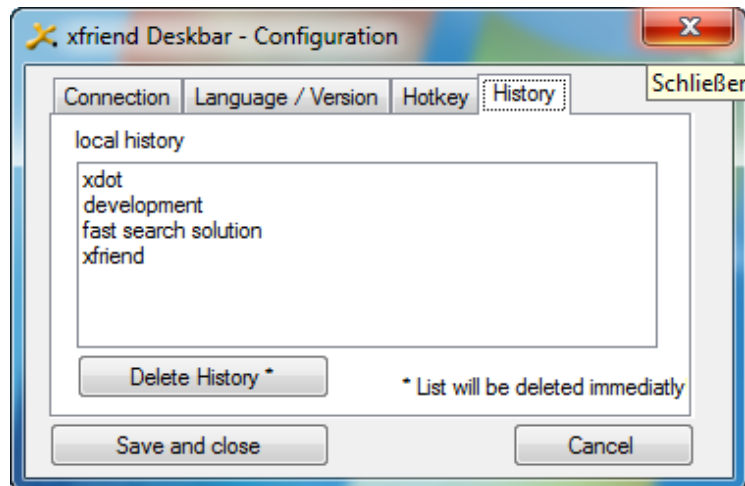 xfriend Deskbar - Configuration
Schließen
Connection
Language / Version
Hotkey
History
local history
xdot
development
fast search solution
xfriend
Delete History *
* List will be deleted immediatly
Save and close
Cancel